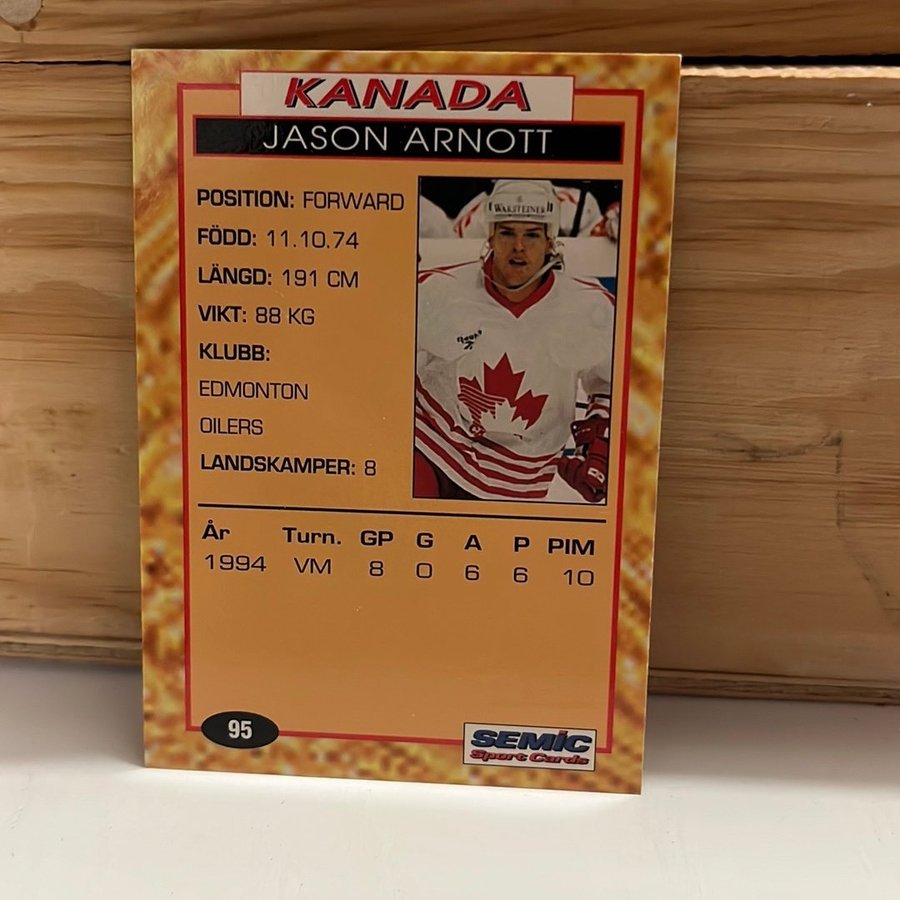 KANADA
JASON ARNOTT
POSITION: FORWARD
FÖDD: 11.10.74
LÄNGD: 191 CM
VIKT: 88 KG
KLUBB:
EDMONTON
OILERS
LANDSKAMPER: 8
År Turn. GP G A P PIM
1994 VM 8 0 6 6 10
95
SEMIC
Sport Cards